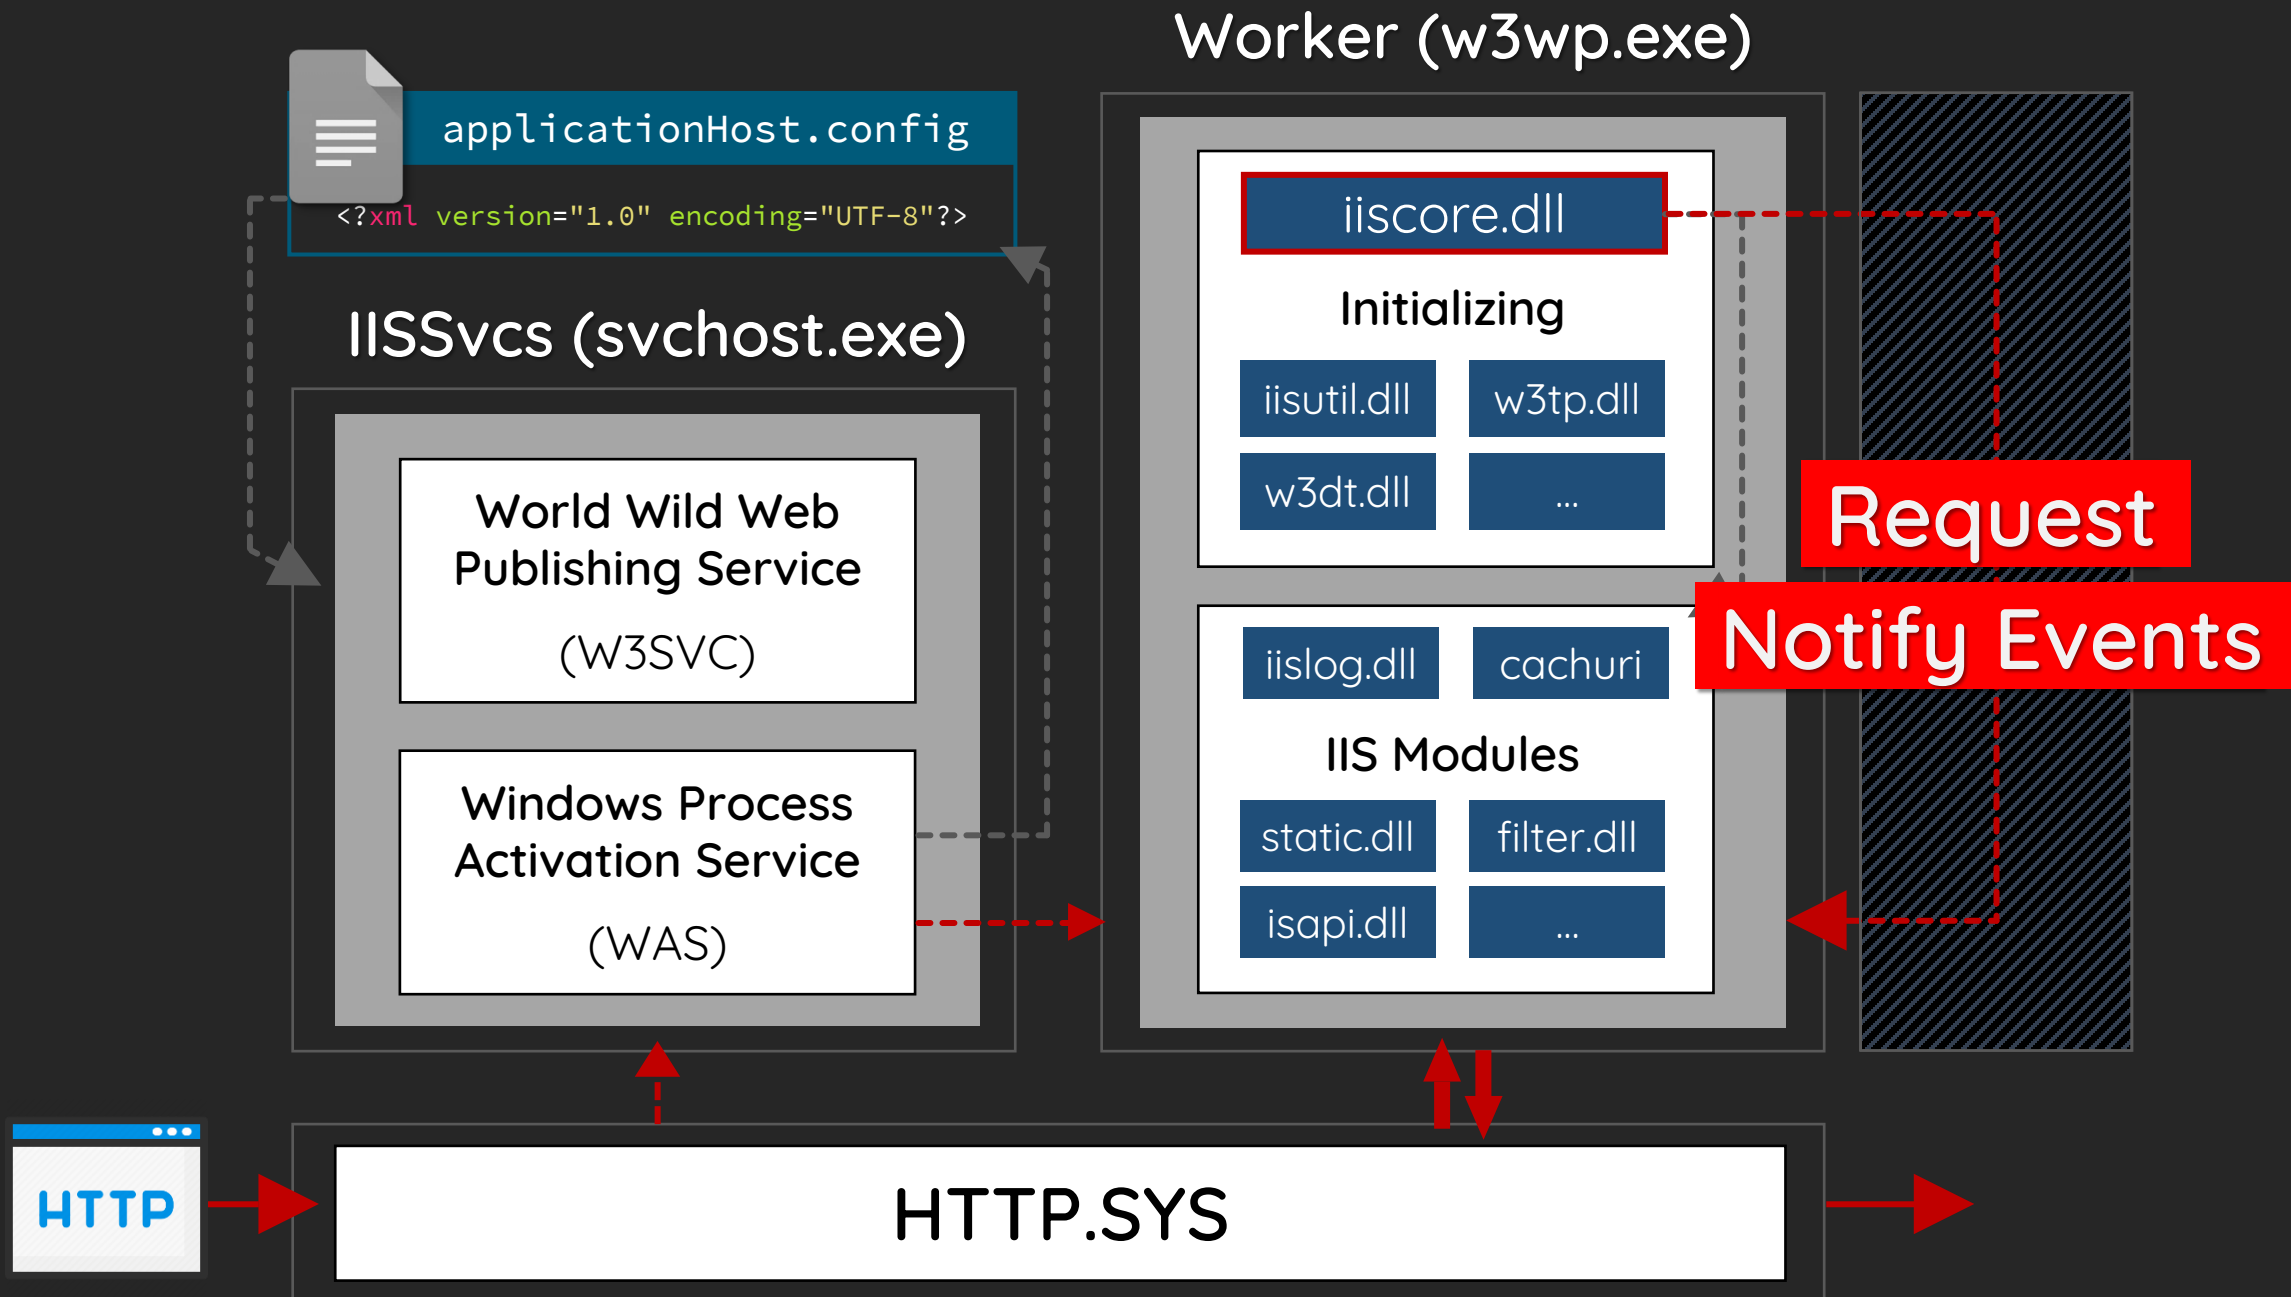 Worker (w3wp.exe)
applicationHost.config
<?xml version="1.0" encoding="UTF-8"?>
IISSvcs (svchost.exe)
World Wild Web
Publishing Service
(W3SVC)
Windows Process
Activation Service
(WAS)
iiscore.dll
Initializing
iisutil.dll
w3tp.dll
w3dt.dll
...
iislog.dll
cachuri
IIS Modules
static.dll
filter.dll
isapi.dll
...
Request
Notify Events
HTTP
HTTP.SYS